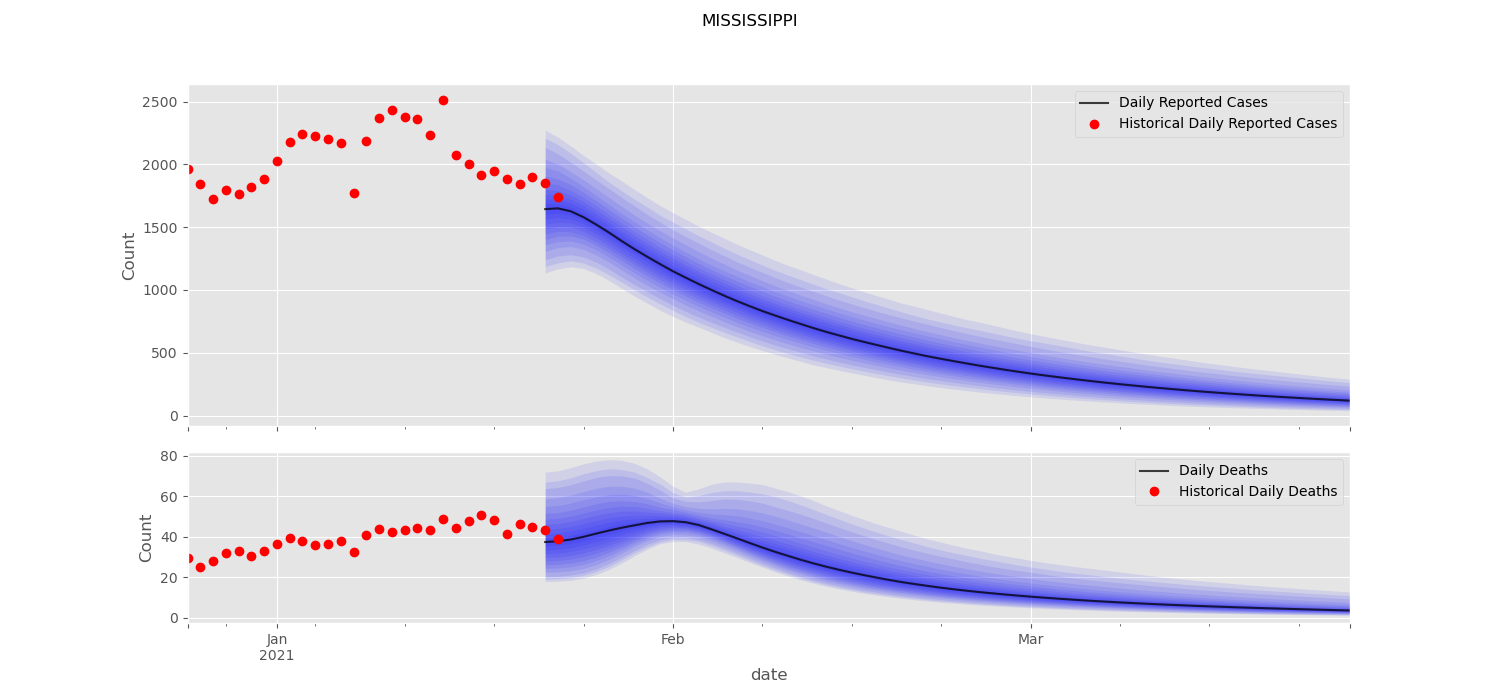 MISSISSIPPI
2500
2000
1500
1000
500
0
Count
Daily Reported Cases
Historical Daily Reported Cases
80
60
40
20
0
Count
Daily Deaths
Historical Daily Deaths
Jan
2021
Feb
Mar
date